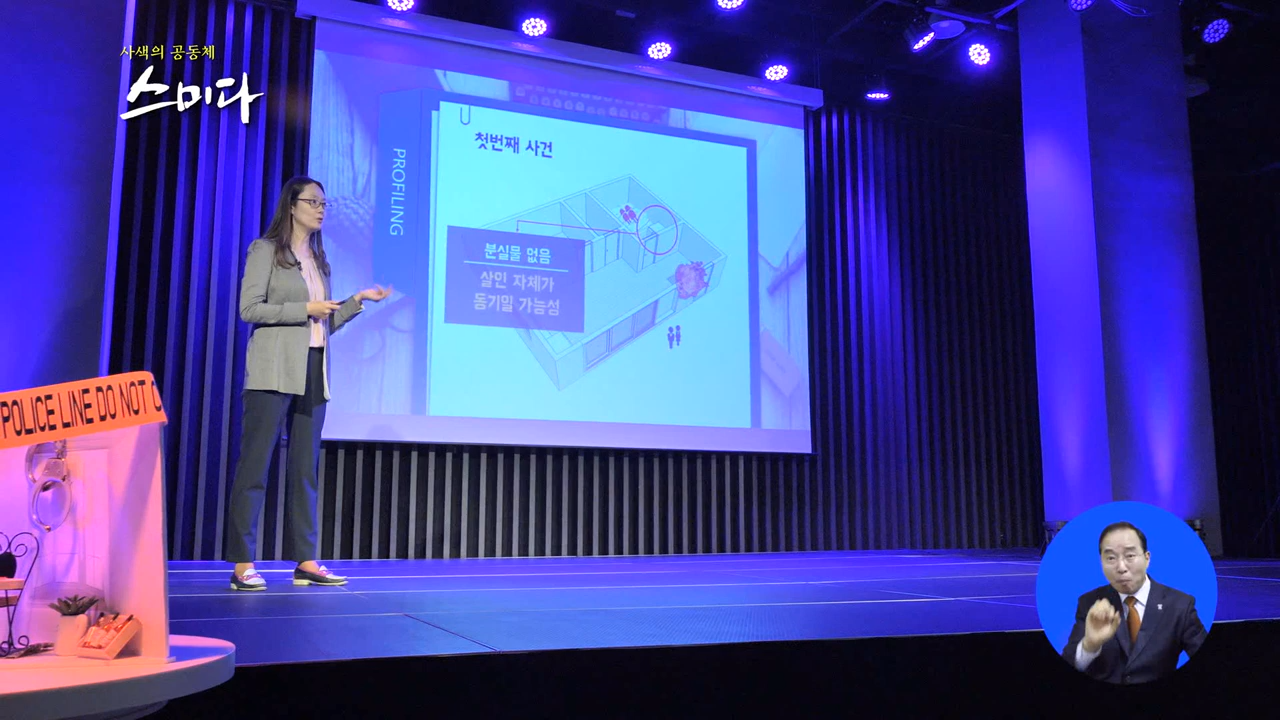 사색의 공동체
스미다
첫번째 사건
PROFILING
분실물 없음
살인 자체가
동기일 가능성
POLICE LINE DO NOT C